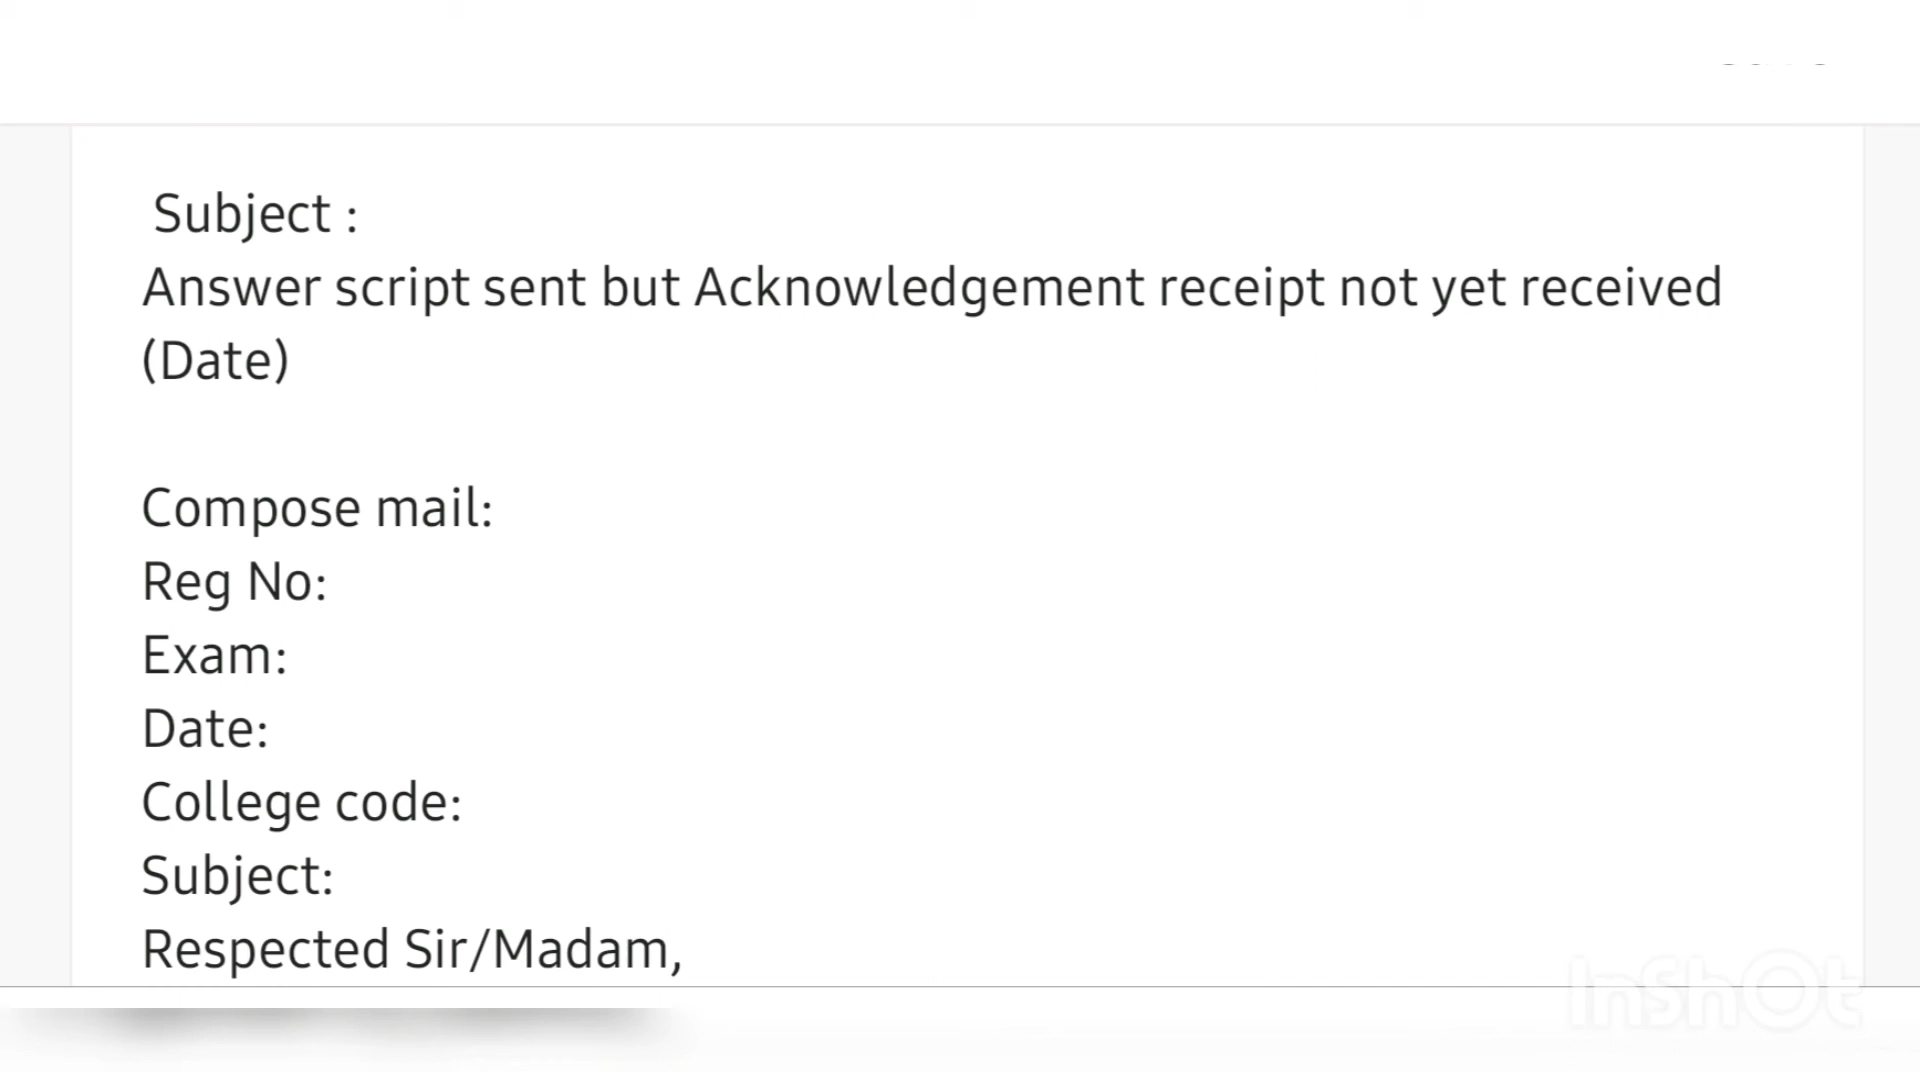 Subject :
Answer script sent but Acknowledgement receipt not yet received
(Date)
Compose mail:
Reg No:
Exam:
Date:
College code:
Subject:
Respected Sir/Madam,
InShOt